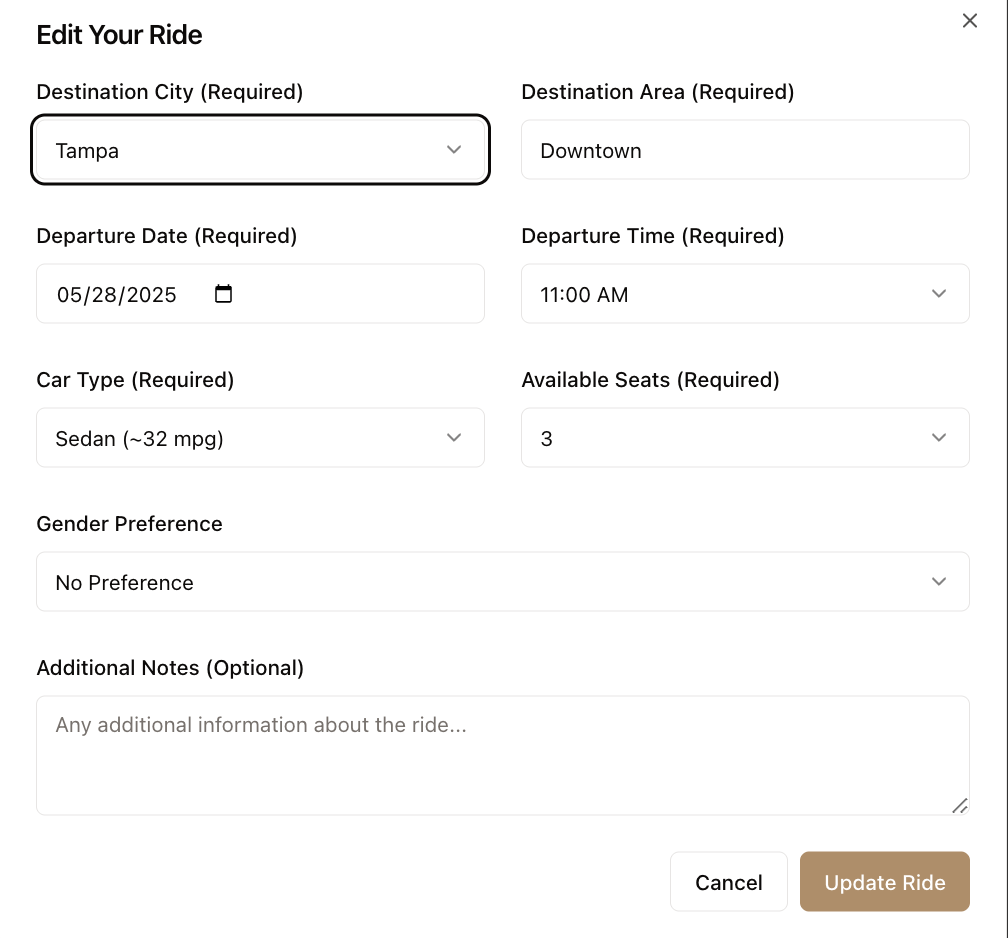 Edit Your Ride
Destination City (Required)
Destination Area (Required)
Tampa
Downtown
Departure Date (Required)
Departure Time (Required)
05/28/2025
11:00 AM
Car Type (Required)
Available Seats (Required)
Sedan (~32 mpg)
3
Gender Preference
No Preference
Additional Notes (Optional)
Any additional information about the ride...
Cancel
Update Ride